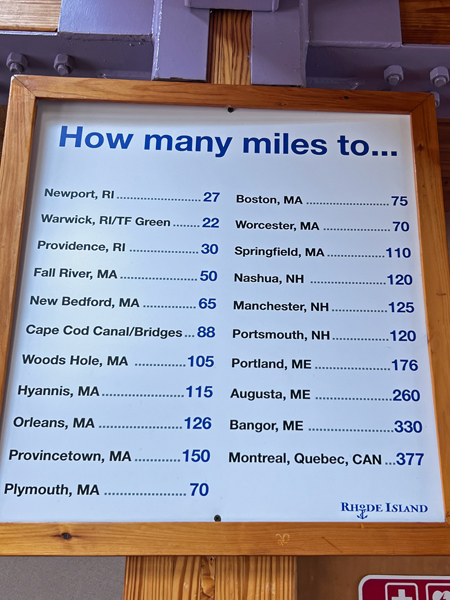 How many miles to...
Newport, RI ........................ 27
Warwick, RI/TF Green ........ 22
Providence, RI ..................... 30
Fall River, MA ....................... 50
New Bedford, MA ................ 65
Cape Cod Canal/Bridges ... 88
Woods Hole, MA ............... 105
Hyannis, MA ....................... 115
Orleans, MA ........................ 126
Provincetown, MA .............. 150
Plymouth, MA ....................... 70
Boston, MA ............................... 75
Worcester, MA ........................ 70
Springfield, MA ..................... 110
Nashua, NH ........................ 120
Manchester, NH ................. 125
Portsmouth, NH ................. 120
Portland, ME ...................... 176
Augusta, ME ...................... 260
Bangor, ME ......................... 330
Montreal, Quebec, CAN ... 377
RHODE ISLAND